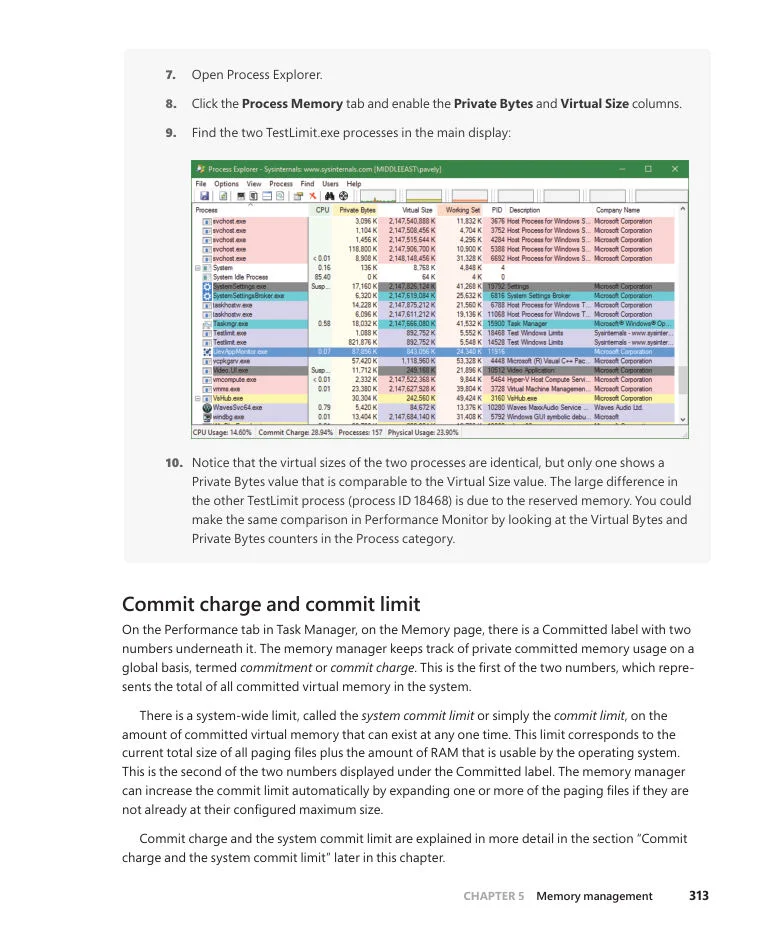 7. Open Process Explorer.
8. Click the Process Memory tab and enable the Private Bytes and Virtual Size columns.
9. Find the two TestLimit.exe processes in the main display:
Process Explorer - Sysinternals: www.sysinternals.com [MIDDLEEAST\pavely]
File Options View Process Find Users Help
Process CPU Private Bytes Virtual Size Working Set PID Description Company Name
svchost.exe 3,096 K 2,147,540,888 K 11,832 K 3676 Host Process for Windows S... Microsoft Corporation
svchost.exe 1,104 K 2,147,508,456 K 4,704 K 3752 Host Process for Windows S... Microsoft Corporation
svchost.exe 1,456 K 2,147,515,644 K 4,296 K 4284 Host Process for Windows S... Microsoft Corporation
svchost.exe 118,800 K 2,147,906,700 K 10,900 K 5388 Host Process for Windows S... Microsoft Corporation
svchost.exe < 0.01 8,908 K 2,148,148,456 K 31,328 K 6692 Host Process for Windows S... Microsoft Corporation
System 0.16 136 K 8,768 K 4,848 K 4
System Idle Process 85.40 0 K 64 K 4 K 0
SystemSettings.exe Susp... 17,160 K 2,147,826,124 K 41,268 K 19792 Settings Microsoft Corporation
SystemSettingsBroker.exe 6,320 K 2,147,619,084 K 25,632 K 6816 System Settings Broker Microsoft Corporation
taskhostw.exe 14,228 K 2,147,875,212 K 21,560 K 6788 Host Process for Windows T... Microsoft Corporation
taskhostw.exe 6,096 K 2,147,611,212 K 19,136 K 11068 Host Process for Windows T... Microsoft Corporation
Taskmgr.exe 0.58 18,032 K 2,147,666,080 K 41,532 K 15900 Task Manager Microsoft® Windows® Op...
Testlimit.exe 1,088 K 892,752 K 5,552 K 18468 Test Windows Limits Sysinternals - www.sysinter...
Testlimit.exe 821,876 K 892,752 K 5,548 K 14528 Test Windows Limits Sysinternals - www.sysinter...
UevAppMonitor.exe 0.07 87,856 K 843,056 K 24,340 K 11916 Microsoft Corporation
vcpkgsrv.exe 57,420 K 1,118,960 K 53,328 K 4448 Microsoft (R) Visual C++ Pac... Microsoft Corporation
Video.UI.exe Susp... 11,712 K 249,168 K 21,896 K 10512 Video Application Microsoft Corporation
vmcompute.exe < 0.01 2,332 K 2,147,522,368 K 9,844 K 5464 Hyper-V Host Compute Servi... Microsoft Corporation
vmms.exe 0.01 23,380 K 2,147,627,928 K 39,804 K 3728 Virtual Machine Managemen... Microsoft Corporation
VsHub.exe 30,304 K 242,560 K 49,424 K 3160 VsHub.exe Microsoft Corporation
WavesSvc64.exe 0.79 5,420 K 84,672 K 13,376 K 10280 Waves MaxxAudio Service ... Waves Audio Ltd.
windbg.exe 0.01 13,404 K 2,147,684,140 K 31,408 K 5792 Windows GUI symbolic debu... Microsoft
CPU Usage: 14.60% Commit Charge: 28.94% Processes: 157 Physical Usage: 23.90%
10. Notice that the virtual sizes of the two processes are identical, but only one shows a
Private Bytes value that is comparable to the Virtual Size value. The large difference in
the other TestLimit process (process ID 18468) is due to the reserved memory. You could
make the same comparison in Performance Monitor by looking at the Virtual Bytes and
Private Bytes counters in the Process category.
Commit charge and commit limit
On the Performance tab in Task Manager, on the Memory page, there is a Committed label with two
numbers underneath it. The memory manager keeps track of private committed memory usage on a
global basis, termed commitment or commit charge. This is the first of the two numbers, which repre-
sents the total of all committed virtual memory in the system.
There is a system-wide limit, called the system commit limit or simply the commit limit, on the
amount of committed virtual memory that can exist at any one time. This limit corresponds to the
current total size of all paging files plus the amount of RAM that is usable by the operating system.
This is the second of the two numbers displayed under the Committed label. The memory manager
can increase the commit limit automatically by expanding one or more of the paging files if they are
not already at their configured maximum size.
Commit charge and the system commit limit are explained in more detail in the section “Commit
charge and the system commit limit” later in this chapter.
CHAPTER 5 Memory management 313